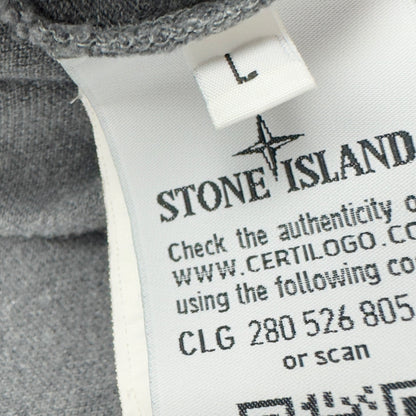 L
STONE ISLAND
Check the authenticity o
WWW.CERTILOGO.CO
using the following co
CLG 280 526 805
or scan